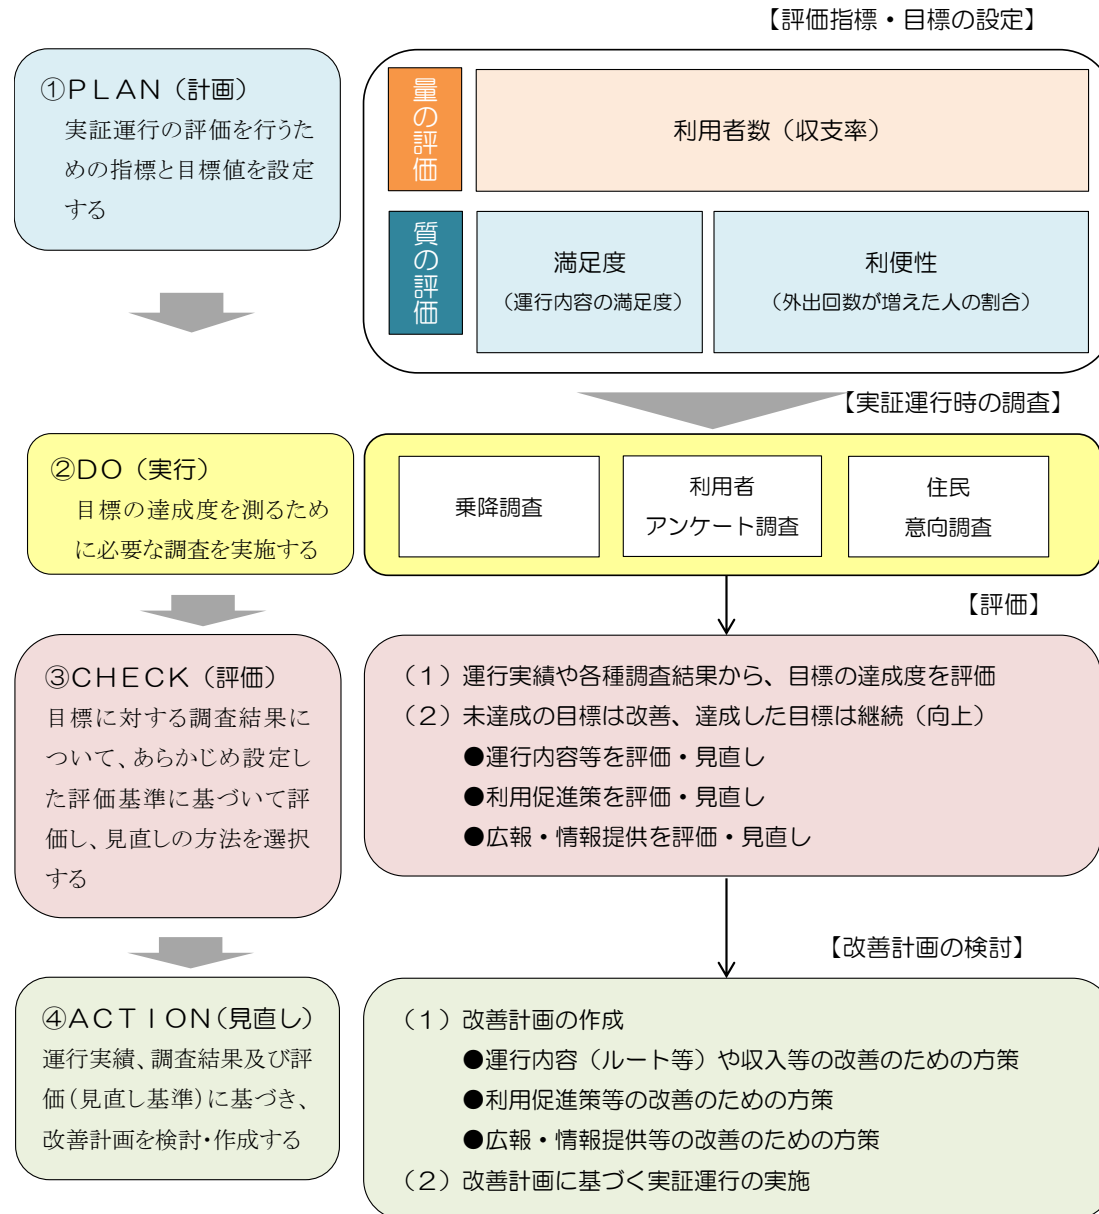 【評価指標・目標の設定】
①ＰＬＡＮ（計画）
実証運行の評価を行うた
めの指標と目標値を設定
する
量の評価
利用者数（収支率）
質の評価
満足度
（運行内容の満足度）
利便性
（外出回数が増えた人の割合）
【実証運行時の調査】
②ＤＯ（実行）
目標の達成度を測るため
に必要な調査を実施する
乗降調査
利用者
アンケート調査
住民
意向調査
【評価】
③ＣＨＥＣＫ（評価）
目標に対する調査結果に
ついて、あらかじめ設定し
た評価基準に基づいて評
価し、見直しの方法を選択
する
（１）運行実績や各種調査結果から、目標の達成度を評価
（２）未達成の目標は改善、達成した目標は継続（向上）
●運行内容等を評価・見直し
●利用促進策を評価・見直し
●広報・情報提供を評価・見直し
【改善計画の検討】
④ＡＣＴＩＯＮ（見直し）
運行実績、調査結果及び評
価（見直し基準）に基づき、
改善計画を検討・作成する
（１）改善計画の作成
●運行内容（ルート等）や収入等の改善のための方策
●利用促進策等の改善のための方策
●広報・情報提供等の改善のための方策
（２）改善計画に基づく実証運行の実施